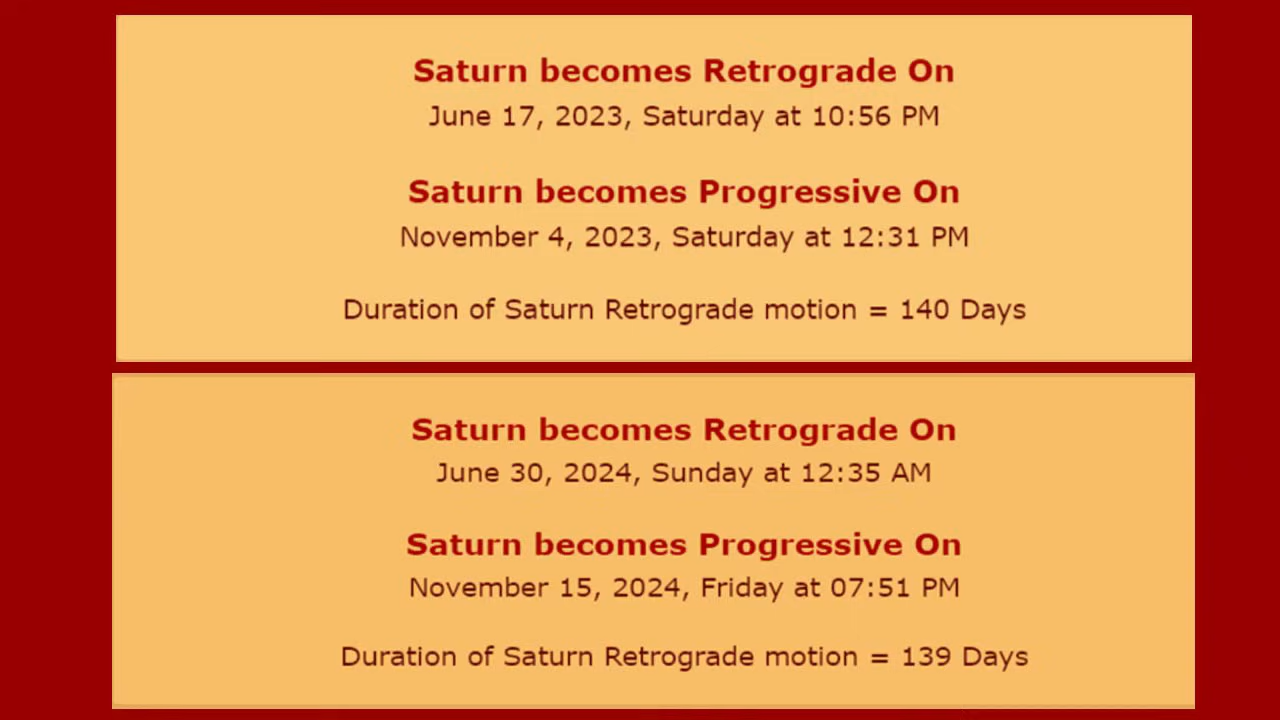 Saturn becomes Retrograde On
June 17, 2023, Saturday at 10:56 PM
Saturn becomes Progressive On
November 4, 2023, Saturday at 12:31 PM
Duration of Saturn Retrograde motion = 140 Days
Saturn becomes Retrograde On
June 30, 2024, Sunday at 12:35 AM
Saturn becomes Progressive On
November 15, 2024, Friday at 07:51 PM
Duration of Saturn Retrograde motion = 139 Days